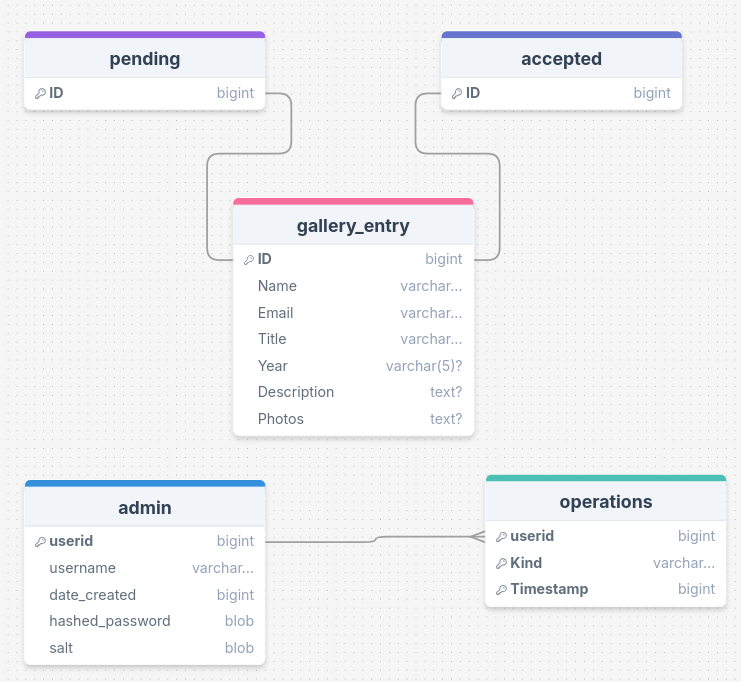 pending
ID bigint
accepted
ID bigint
gallery_entry
ID bigint
Name varchar...
Email varchar...
Title varchar...
Year varchar(5)?
Description text?
Photos text?
admin
userid bigint
username varchar...
date_created bigint
hashed_password blob
salt blob
operations
userid bigint
Kind varchar...
Timestamp bigint